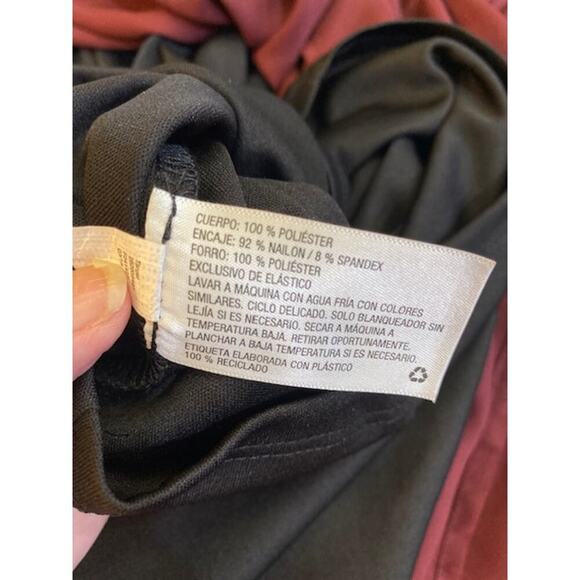 CUERPO: 100 % POLIÉSTER
ENCAJE: 92 % NAILON / 8 % SPANDEX
FORRO: 100 % POLIÉSTER
EXCLUSIVO DE ELÁSTICO
LAVAR A MÁQUINA CON AGUA FRÍA CON COLORES
SIMILARES. CICLO DELICADO. SOLO BLANQUEADOR SIN
LEJÍA SI ES NECESARIO. SECAR A MÁQUINA A
TEMPERATURA BAJA. RETIRAR OPORTUNAMENTE.
PLANCHAR A BAJA TEMPERATURA SI ES NECESARIO.
ETIQUETA ELABORADA CON PLÁSTICO
100 % RECICLADO